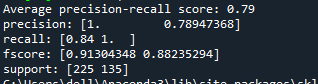 Average precision-recall score: 0.79
precision: [1.         0.78947368]
recall: [0.84 1.  ]
fscore: [0.91304348 0.88235294]
support: [225 135]